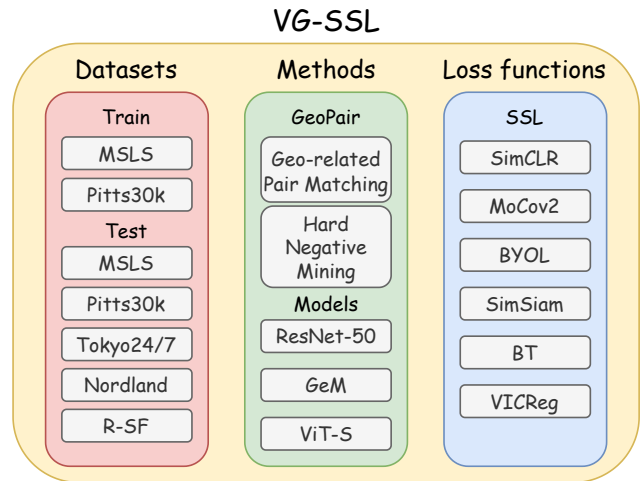 VG-SSL
Datasets
Train
MSLS
Pitts30k
Test
MSLS
Pitts30k
Tokyo24/7
Nordland
R-SF
Methods
GeoPair
Geo-related
Pair Matching
Hard
Negative
Mining
Models
ResNet-50
GeM
ViT-S
Loss functions
SSL
SimCLR
MoCov2
BYOL
SimSiam
BT
VICReg